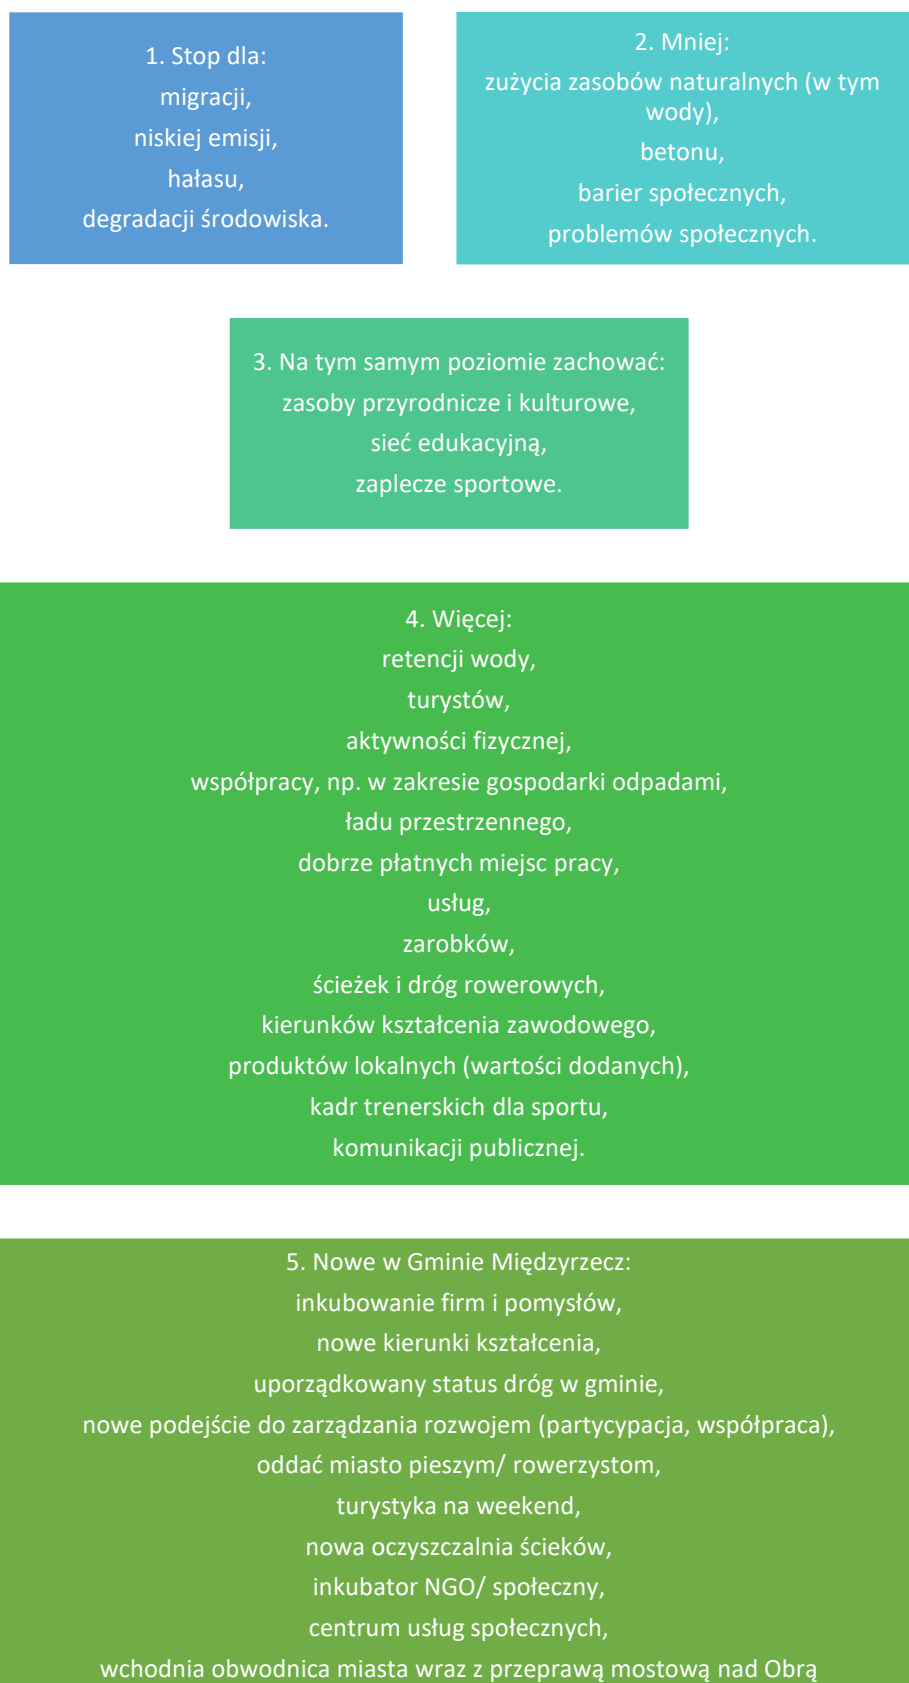 1. Stop dla:
migracji,
niskiej emisji,
hałasu,
degradacji środowiska.
2. Mniej:
zużycia zasobów naturalnych (w tym
wody),
betonu,
barier społecznych,
problemów społecznych.
3. Na tym samym poziomie zachować:
zasoby przyrodnicze i kulturowe,
sieć edukacyjną,
zaplecze sportowe.
4. Więcej:
retencji wody,
turystów,
aktywności fizycznej,
współpracy, np. w zakresie gospodarki odpadami,
ładu przestrzennego,
dobrze płatnych miejsc pracy,
usług,
zarobków,
ścieżek i dróg rowerowych,
kierunków kształcenia zawodowego,
produktów lokalnych (wartości dodanych),
kadr trenerskich dla sportu,
komunikacji publicznej.
5. Nowe w Gminie Międzyrzecz:
inkubowanie firm i pomysłów,
nowe kierunki kształcenia,
uporządkowany status dróg w gminie,
nowe podejście do zarządzania rozwojem (partycypacja, współpraca),
oddać miasto pieszym/ rowerzystom,
turystyka na weekend,
nowa oczyszczalnia ścieków,
inkubator NGO/ społeczny,
centrum usług społecznych,
wchodnia obwodnica miasta wraz z przeprawą mostową nad Obrą